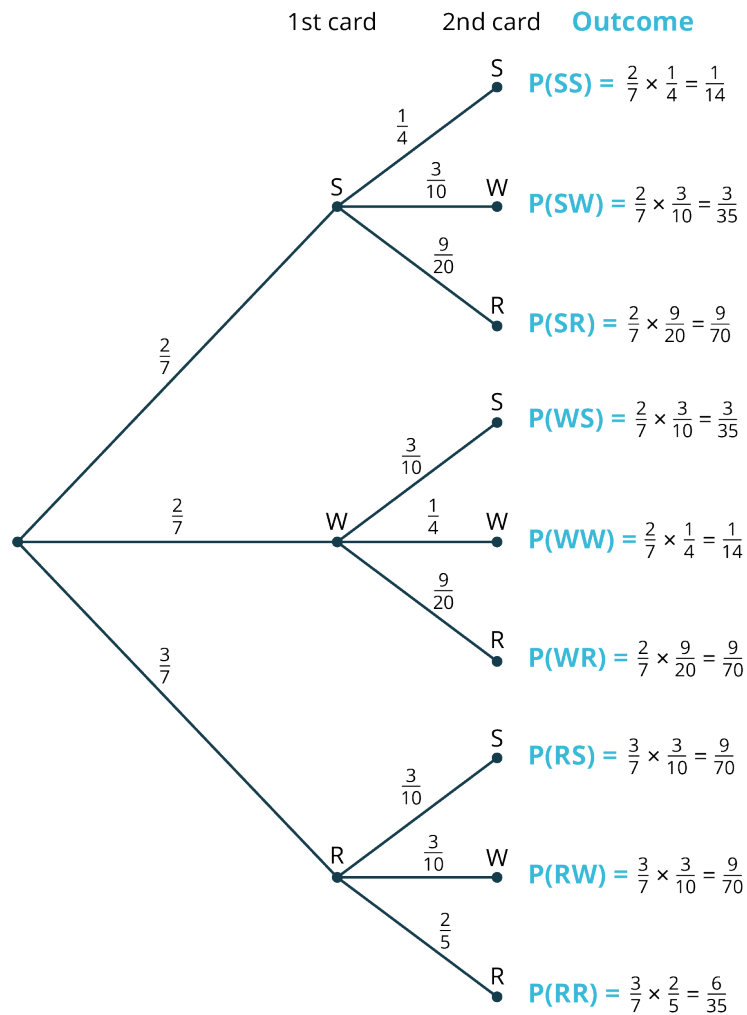 1st card 2nd card Outcome
S P(SS) = 2/7 × 1/4 = 1/14
1/4
S 3/10 W P(SW) = 2/7 × 3/10 = 3/35
9/20
R P(SR) = 2/7 × 9/20 = 9/70
2/7
S P(WS) = 2/7 × 3/10 = 3/35
3/10
2/7 W 1/4 W P(WW) = 2/7 × 1/4 = 1/14
9/20
R P(WR) = 2/7 × 9/20 = 9/70
3/7
S P(RS) = 3/7 × 3/10 = 9/70
3/10
R 3/10 W P(RW) = 3/7 × 3/10 = 9/70
2/5
R P(RR) = 3/7 × 2/5 = 6/35